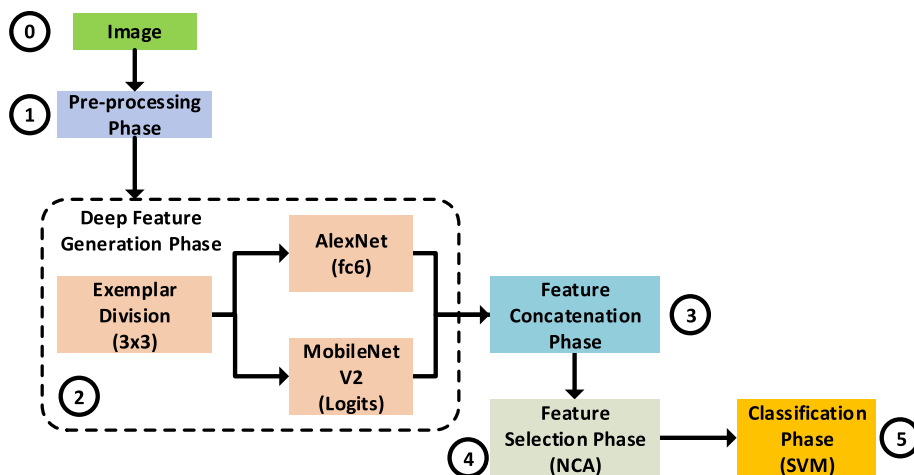 0
Image
1
Pre-processing
Phase
Deep Feature
Generation Phase
Exemplar
Division
(3x3)
AlexNet
(fc6)
MobileNet
V2
(Logits)
2
Feature
Concatenation
Phase
3
Feature
Selection Phase
(NCA)
4
Classification
Phase
(SVM)
5